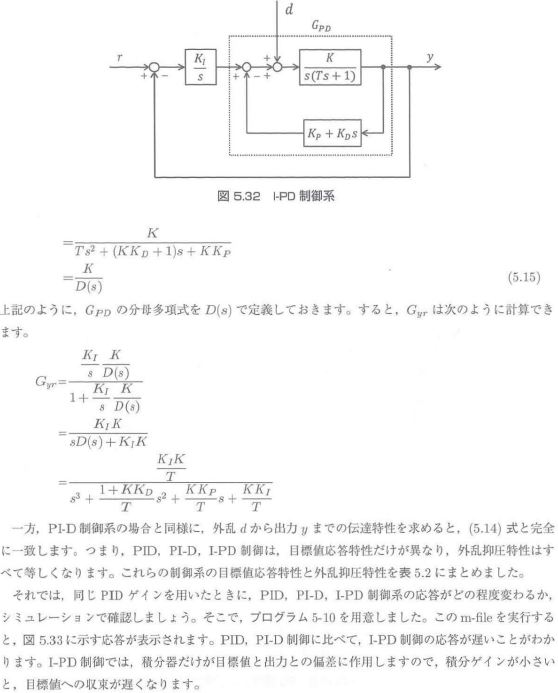 d
G_{PD}
r
+
−
K_I
s
+
−
+
+
K
s(Ts+1)
y
K_P + K_D s
図 5.32 I-PD 制御系
= K / (Ts² + (KK_D + 1)s + KK_P)
= K / D(s) (5.15)
上記のように，G_{PD} の分母多項式を D(s) で定義しておきます。すると，G_{yr} は次のように計算でき
ます。
G_{yr} = (K_I/s · K/D(s)) / (1 + K_I/s · K/D(s))
= K_I K / (sD(s) + K_I K)
= (K_I K / T) / (s³ + (1 + KK_D)/T s² + KK_P/T s + KK_I/T)
一方，PI-D 制御系の場合と同様に，外乱 d から出力 y までの伝達特性を求めると，(5.14) 式と完全
に一致します。つまり，PID，PI-D，I-PD 制御は，目標値応答特性だけが異なり，外乱抑圧特性はす
べて等しくなります。これらの制御系の目標値応答特性と外乱抑圧特性を表 5.2 にまとめました。
それでは，同じ PID ゲインを用いたときに，PID，PI-D，I-PD 制御系の応答がどの程度変わるか，
シミュレーションで確認しましょう。そこで，プログラム 5-10 を用意しました。この m-file を実行する
と，図 5.33 に示す応答が表示されます。PID，PI-D 制御に比べて，I-PD 制御の応答が遅いことがわか
ります。I-PD 制御では，積分器だけが目標値と出力との偏差に作用しますので，積分ゲインが小さい
と，目標値への収束が遅くなります。